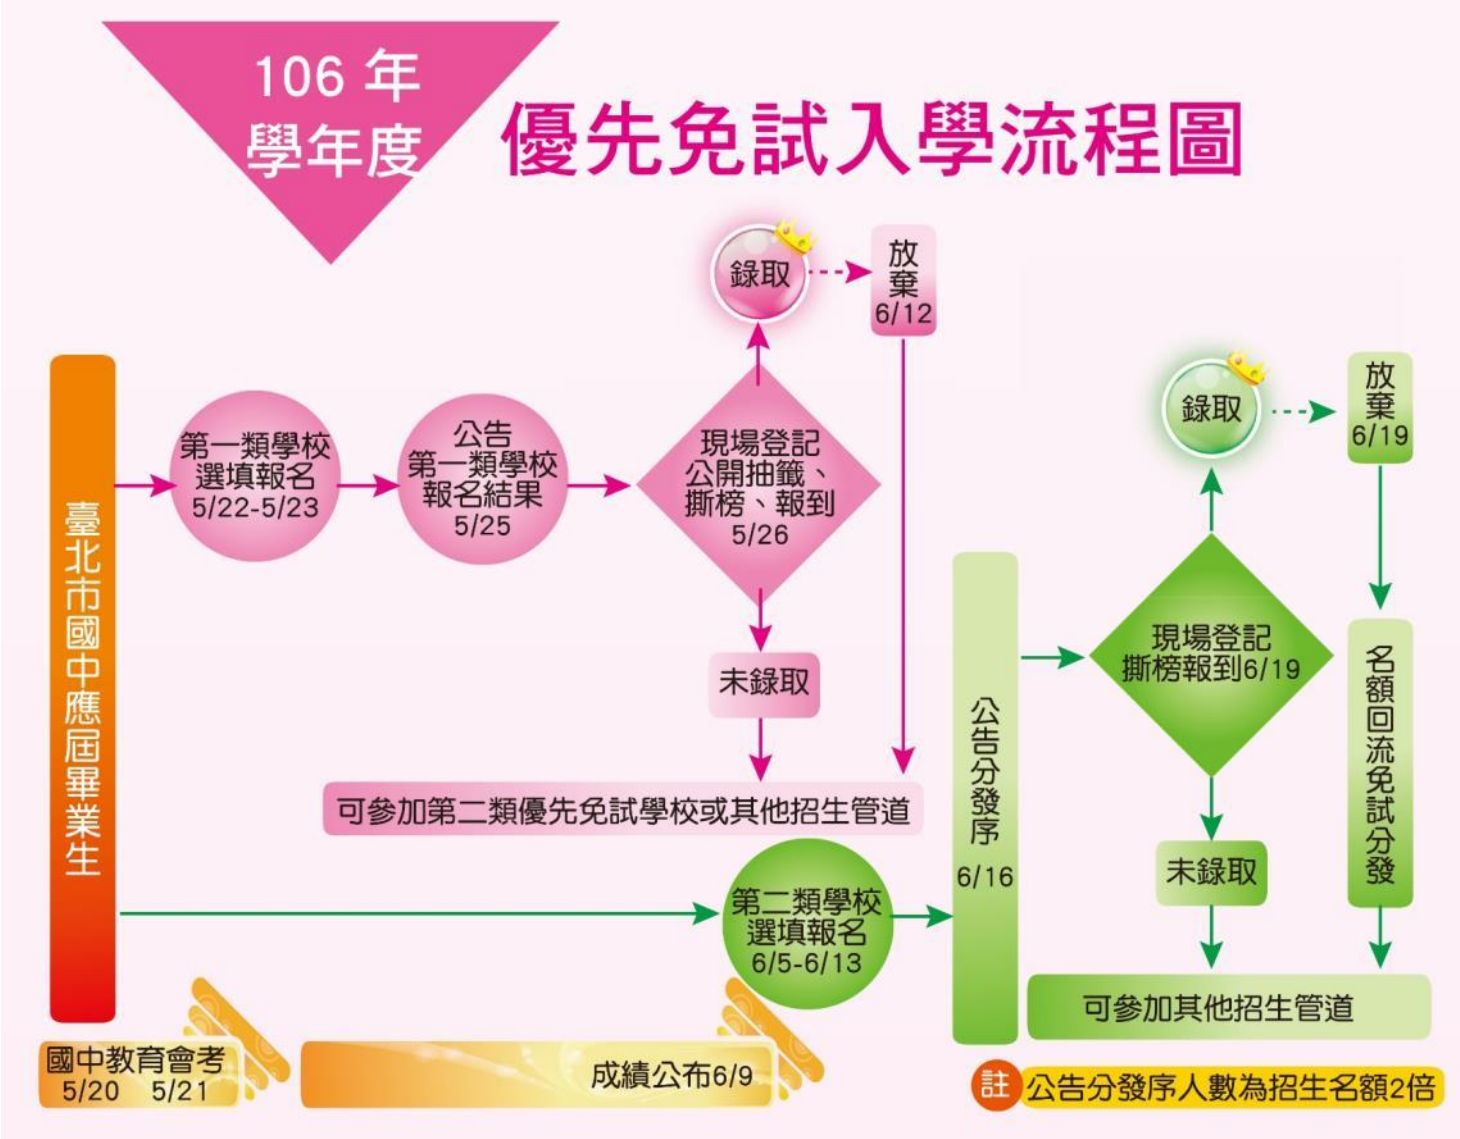 106 年
學年度
優先免試入學流程圖
臺北市國中應屆畢業生
第一類學校
選填報名
5/22-5/23
公告
第一類學校
報名結果
5/25
現場登記
公開抽籤、
撕榜、報到
5/26
錄取
放棄
6/12
未錄取
可參加第二類優先免試學校或其他招生管道
第二類學校
選填報名
6/5-6/13
公告分發序
6/16
現場登記
撕榜報到6/19
錄取
放棄
6/19
名額回流免試分發
未錄取
可參加其他招生管道
國中教育會考
5/20 5/21
成績公布6/9
註 公告分發序人數為招生名額2倍